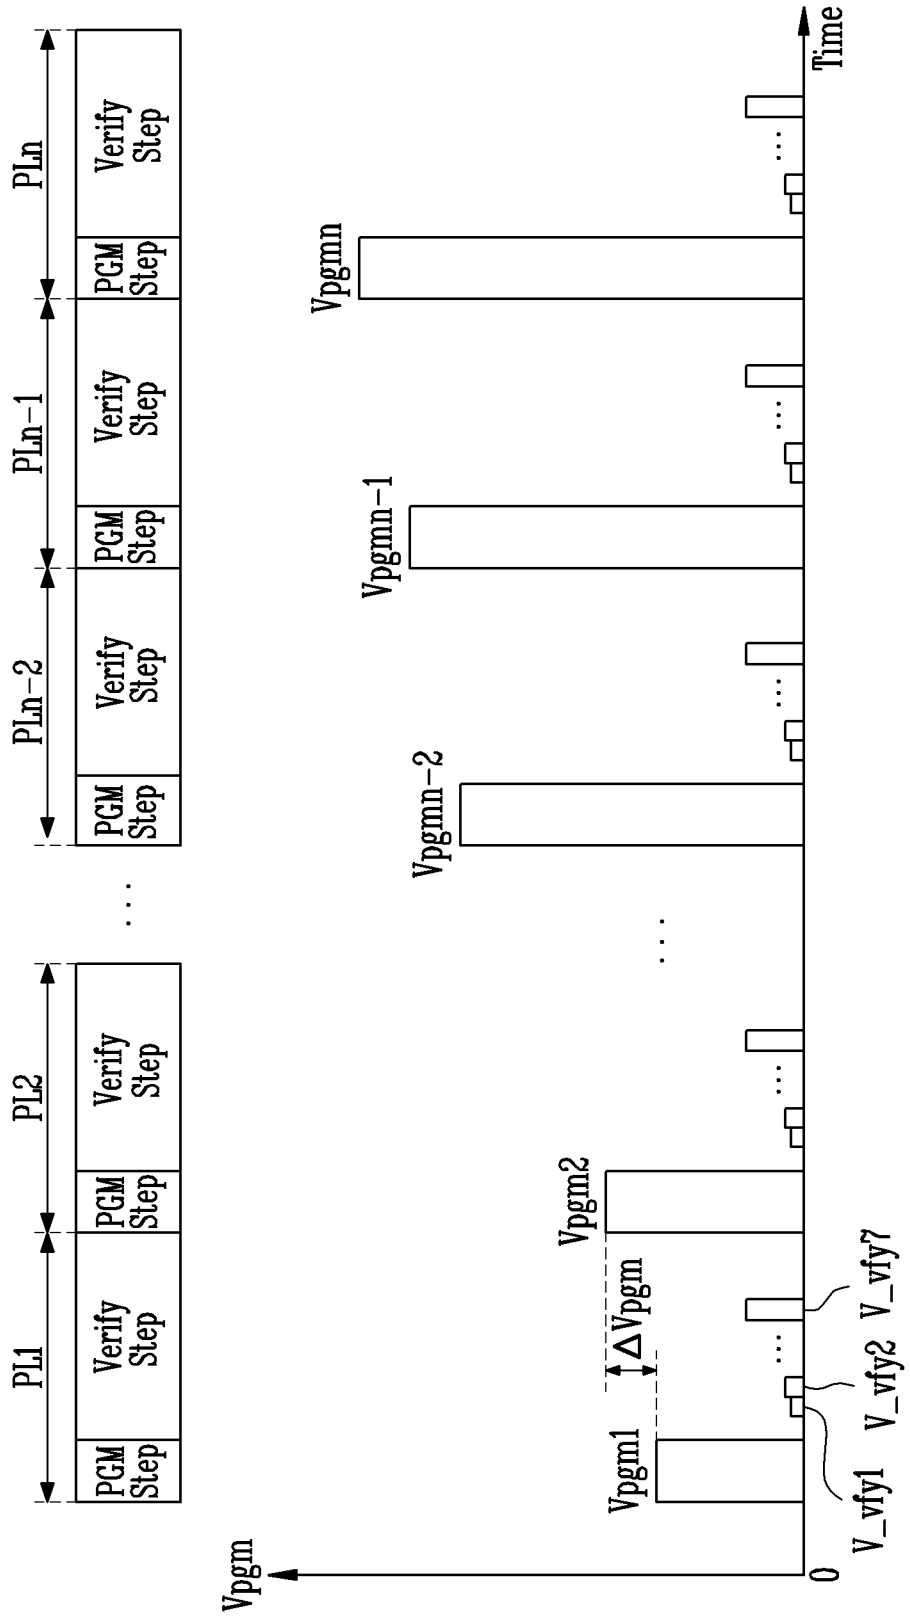 PL1
PL2
PLn-2
PLn-1
PLn
PGM
Step
Verify
Step
PGM
Step
Verify
Step
...
PGM
Step
Verify
Step
PGM
Step
Verify
Step
PGM
Step
Verify
Step
Vpgm
Vpgm1
ΔVpgm
Vpgm2
...
Vpgmn-2
Vpgmn-1
Vpgmn
...
...
...
...
...
0
Time
V_vfy1
V_vfy2
V_vfy7